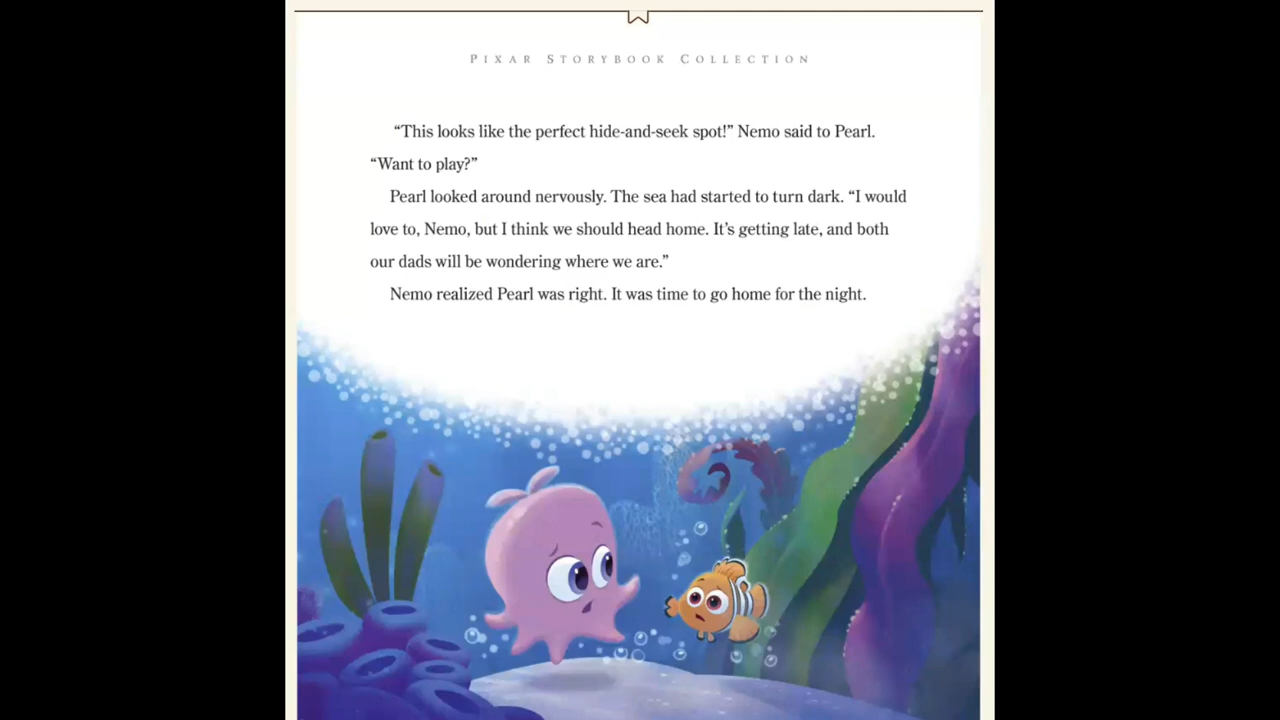 PIXAR STORYBOOK COLLECTION
“This looks like the perfect hide-and-seek spot!” Nemo said to Pearl.
“Want to play?”
Pearl looked around nervously. The sea had started to turn dark. “I would
love to, Nemo, but I think we should head home. It’s getting late, and both
our dads will be wondering where we are.”
Nemo realized Pearl was right. It was time to go home for the night.